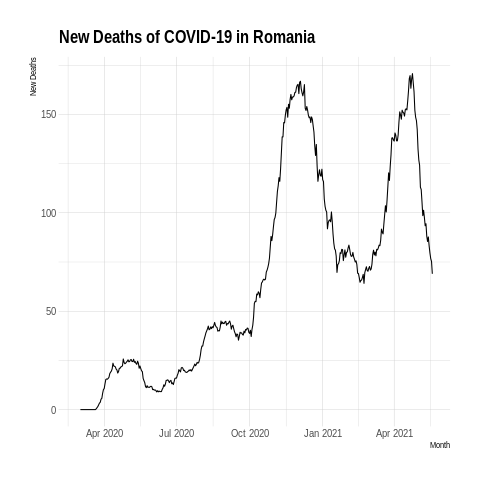 New Deaths of COVID-19 in Romania
New Deaths
150
100
50
0
Apr 2020 Jul 2020 Oct 2020 Jan 2021 Apr 2021
Month